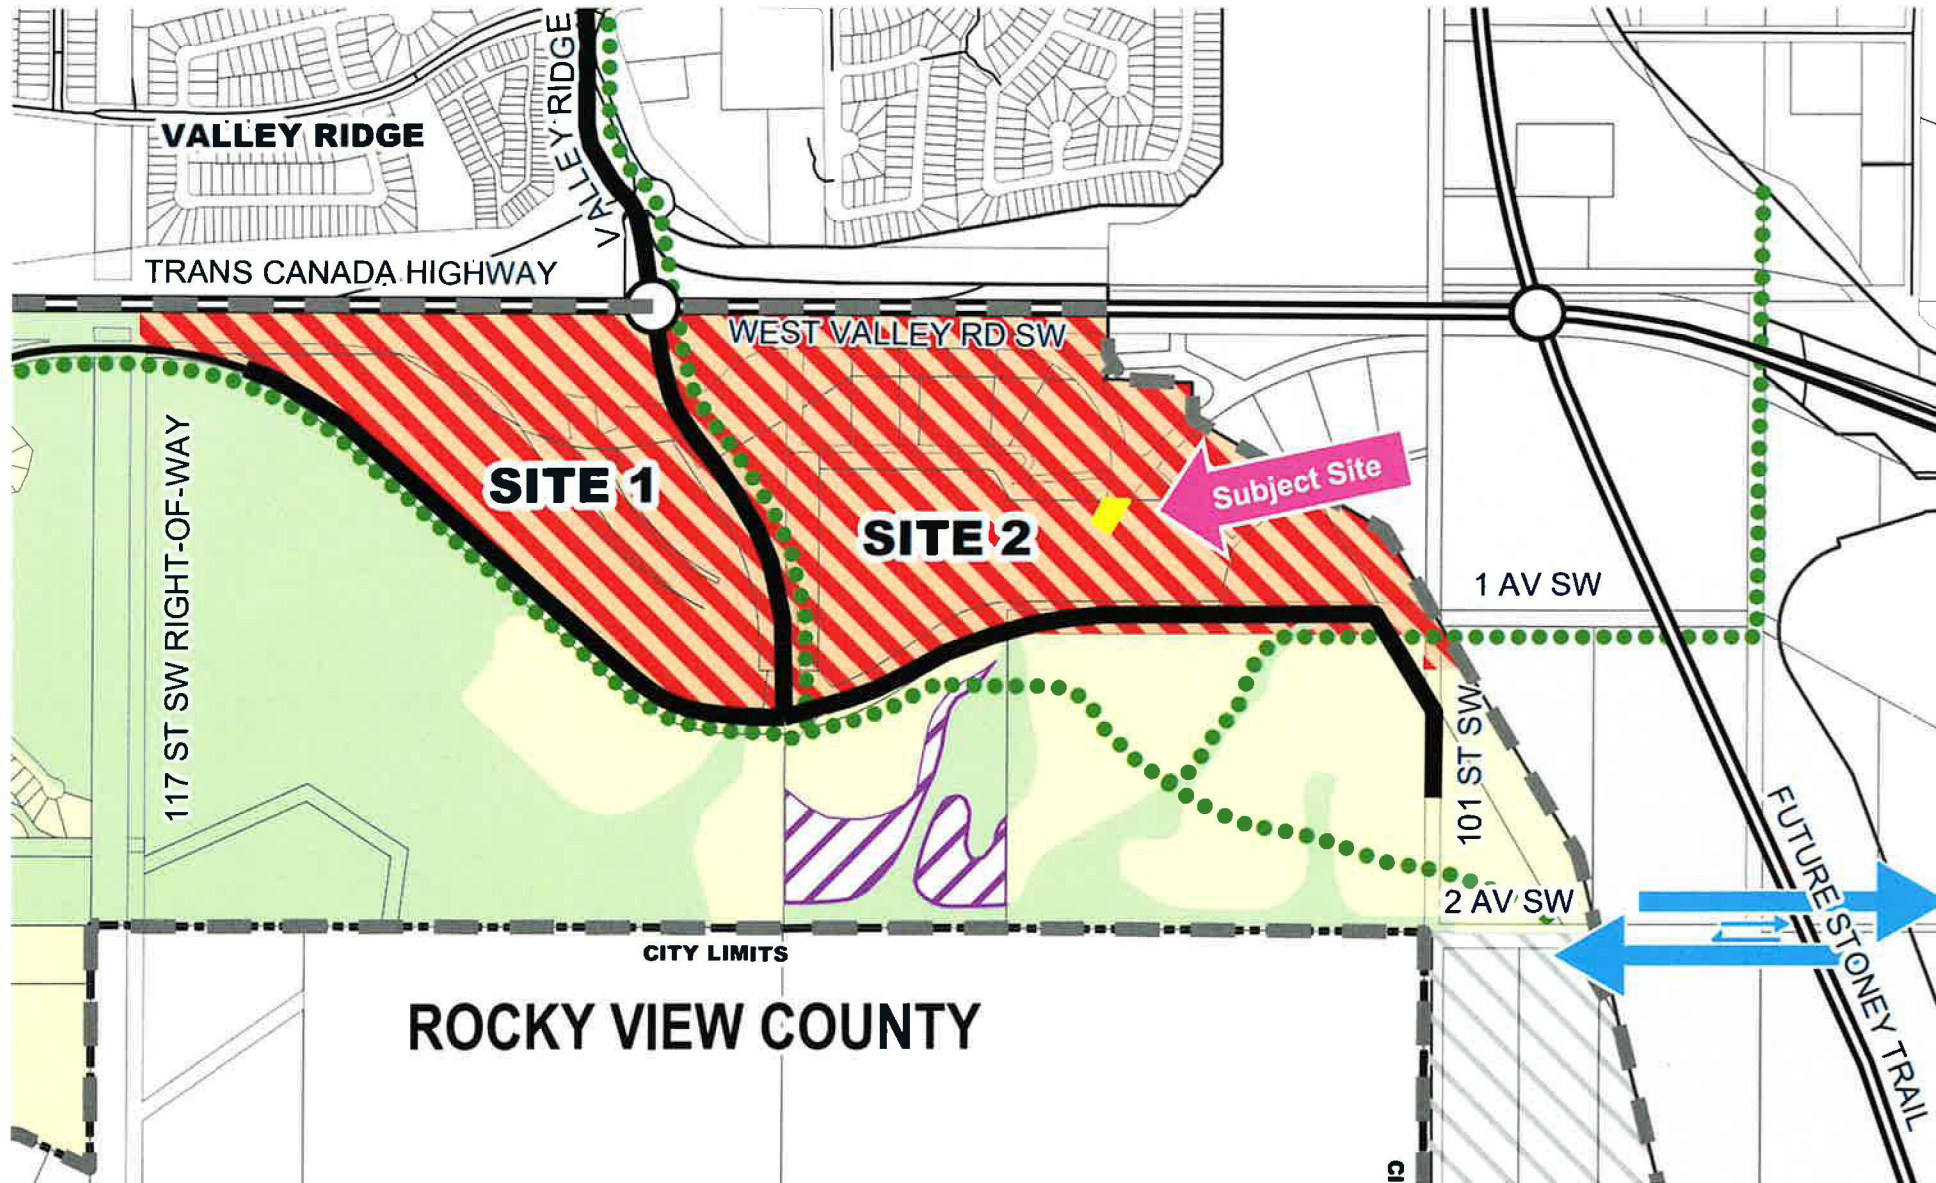 VALLEY RIDGE
VALLEY RIDGE
TRANS CANADA HIGHWAY
WEST VALLEY RD SW
117 ST SW RIGHT-OF-WAY
SITE 1
SITE 2
Subject Site
1 AV SW
101 ST SW
2 AV SW
FUTURE STONEY TRAIL
CITY LIMITS
ROCKY VIEW COUNTY
CI